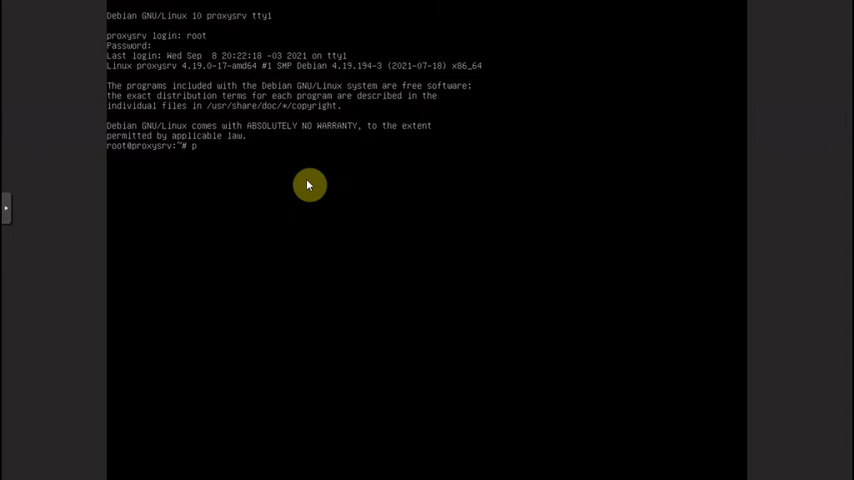 Debian GNU/Linux 10 proxysrv tty1
proxysrv login: root
Password:
Last login: Wed Sep  8 20:22:18 -03 2021 on tty1
Linux proxysrv 4.19.0-17-amd64 #1 SMP Debian 4.19.194-3 (2021-07-18) x86_64
The programs included with the Debian GNU/Linux system are free software;
the exact distribution terms for each program are described in the
individual files in /usr/share/doc/*/copyright.
Debian GNU/Linux comes with ABSOLUTELY NO WARRANTY, to the extent
permitted by applicable law.
root@proxysrv:~# p